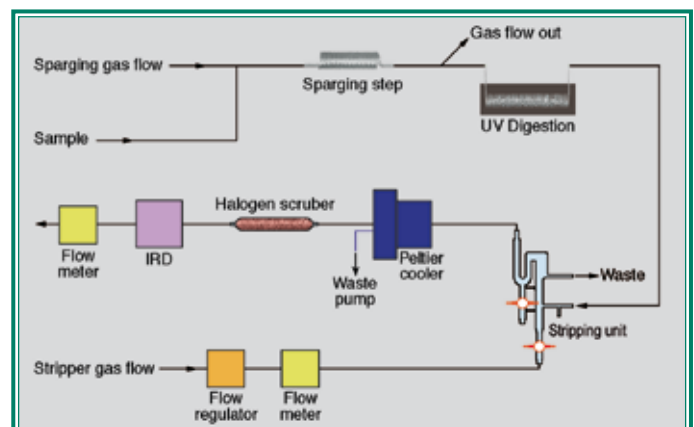 Gas flow out
Sparging gas flow
Sparging step
UV Digestion
Sample
Halogen scruber
Flow
meter
IRD
Peltier
cooler
Waste
pump
Waste
Stripping unit
Stripper gas flow
Flow
regulator
Flow
meter